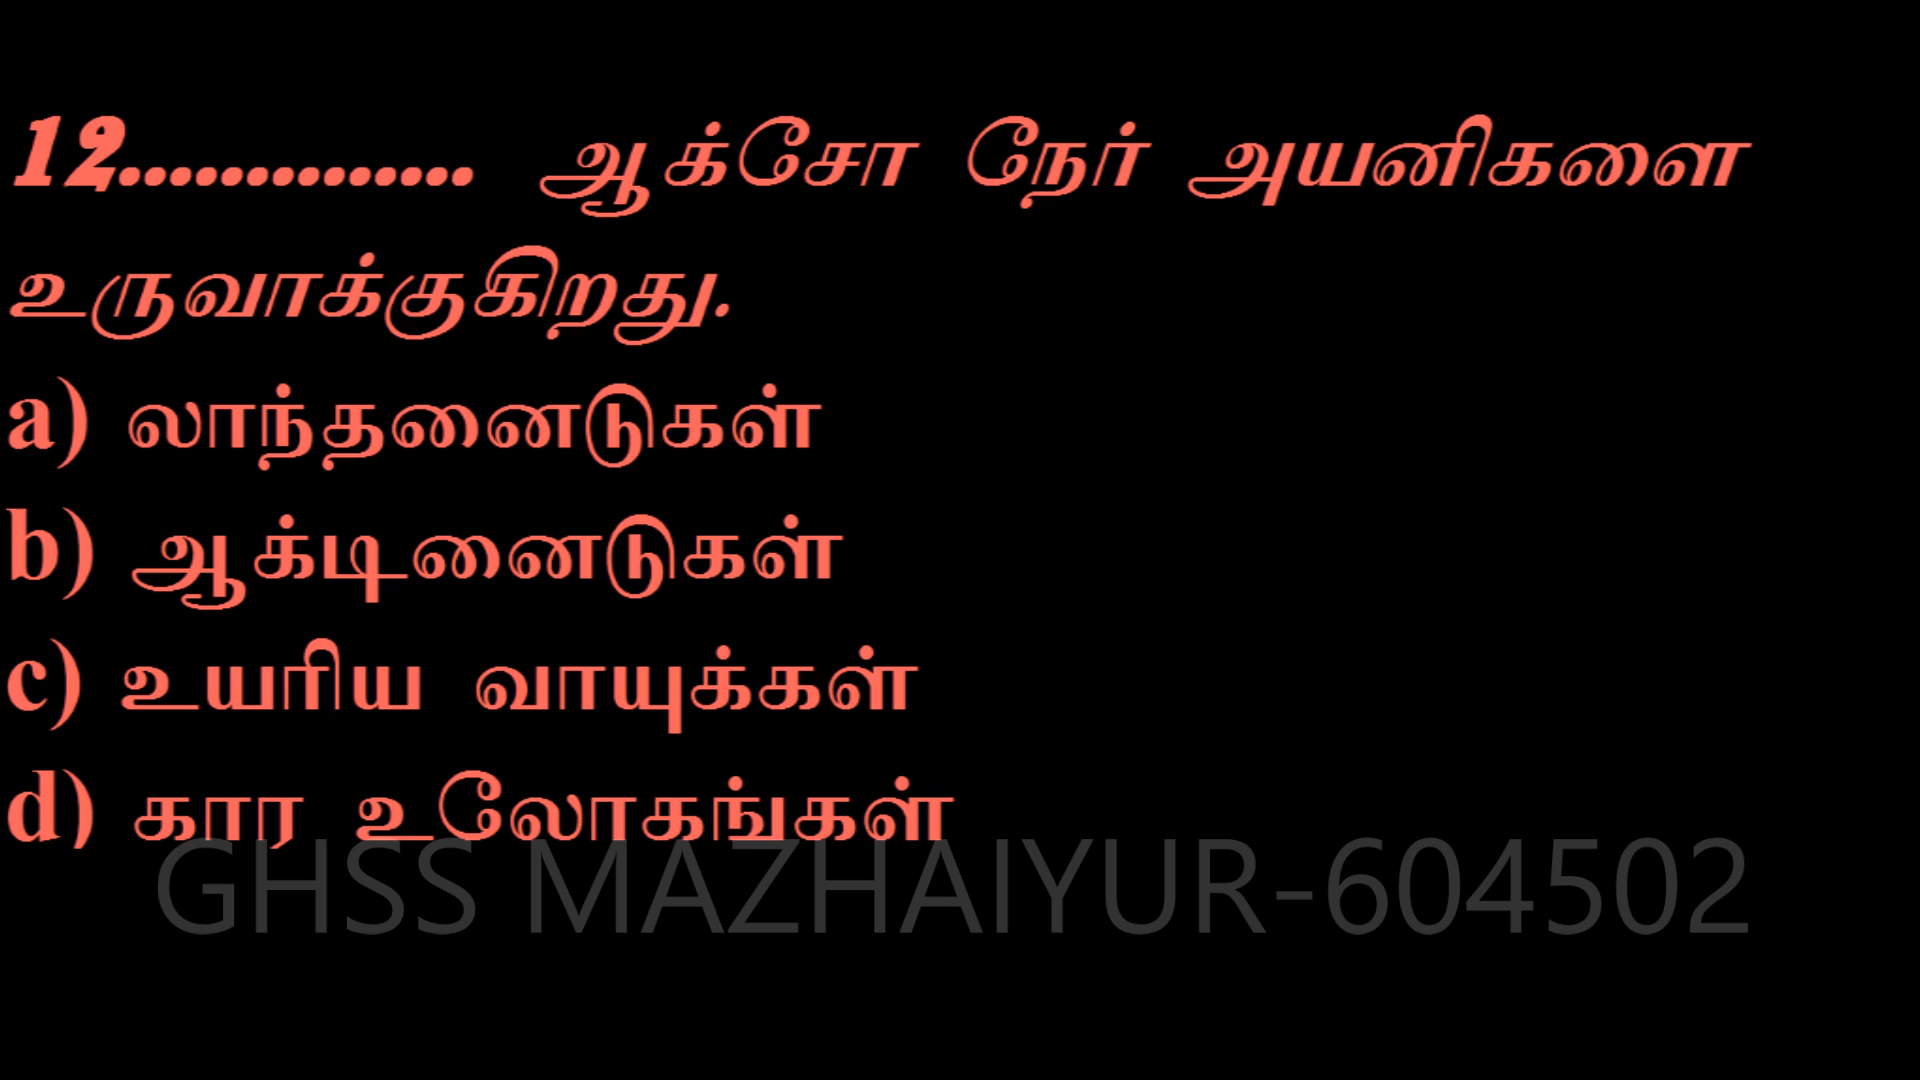 12.............. ஆக்சோ நேர் அயனிகளை
உருவாக்குகிறது.
a) லாந்தனைடுகள்
b) ஆக்டினைடுகள்
c) உயரிய வாயுக்கள்
d) கார உலோகங்கள்
GHSS MAZHAIYUR-604502